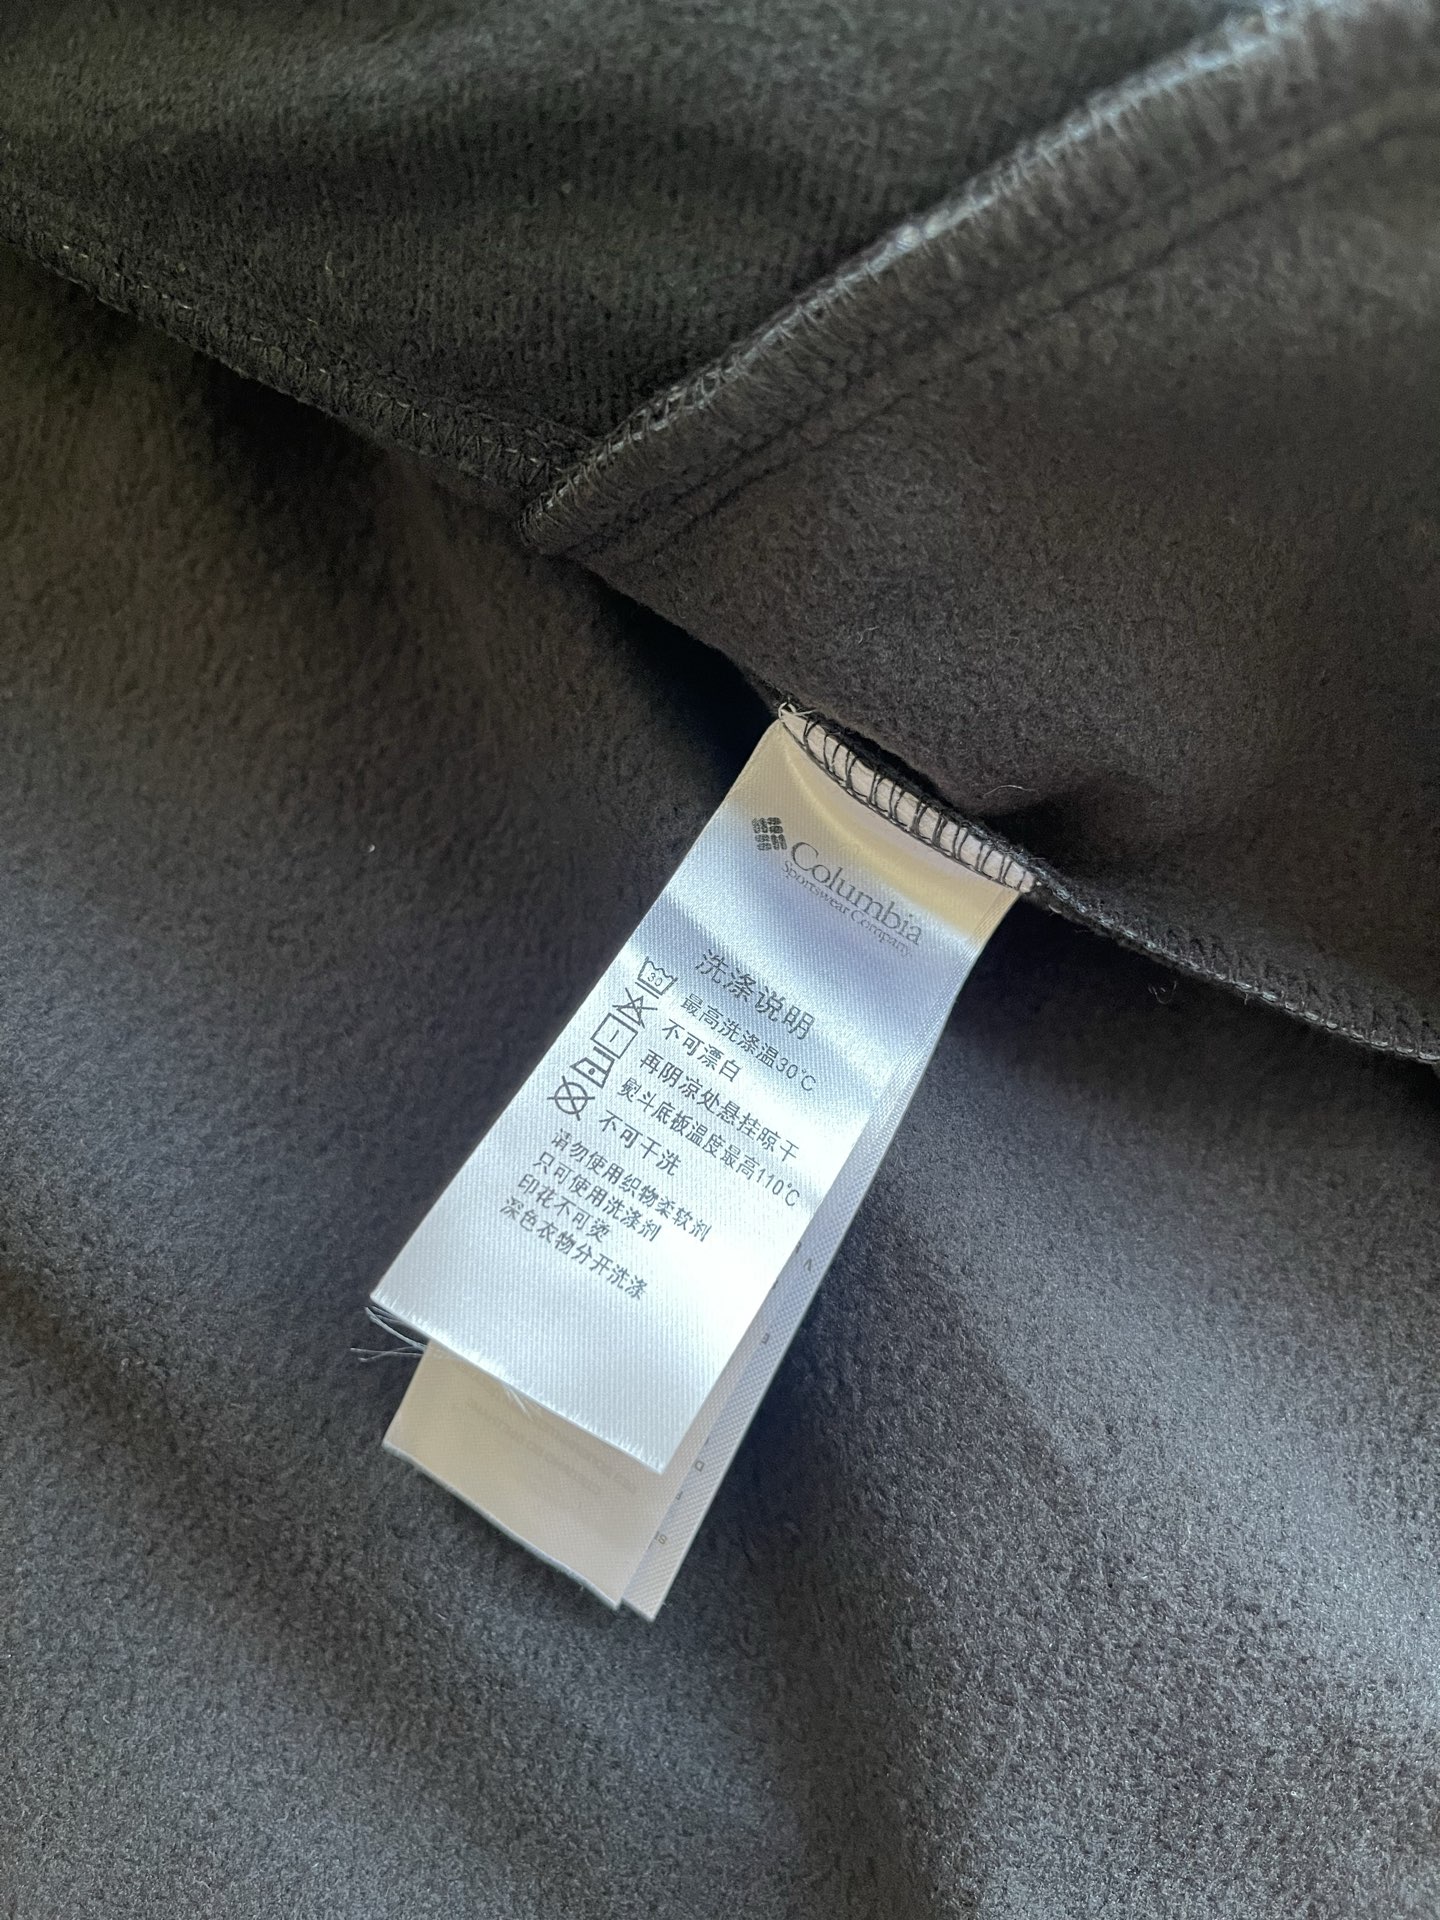 Columbia
Sportswear Company
洗涤说明
30
最高洗涤温30℃
不可漂白
再阴凉处悬挂晾干
熨斗底板温度最高110℃
不可干洗
请勿使用织物柔软剂
只可使用洗涤剂
印花不可烫
深色衣物分开洗涤